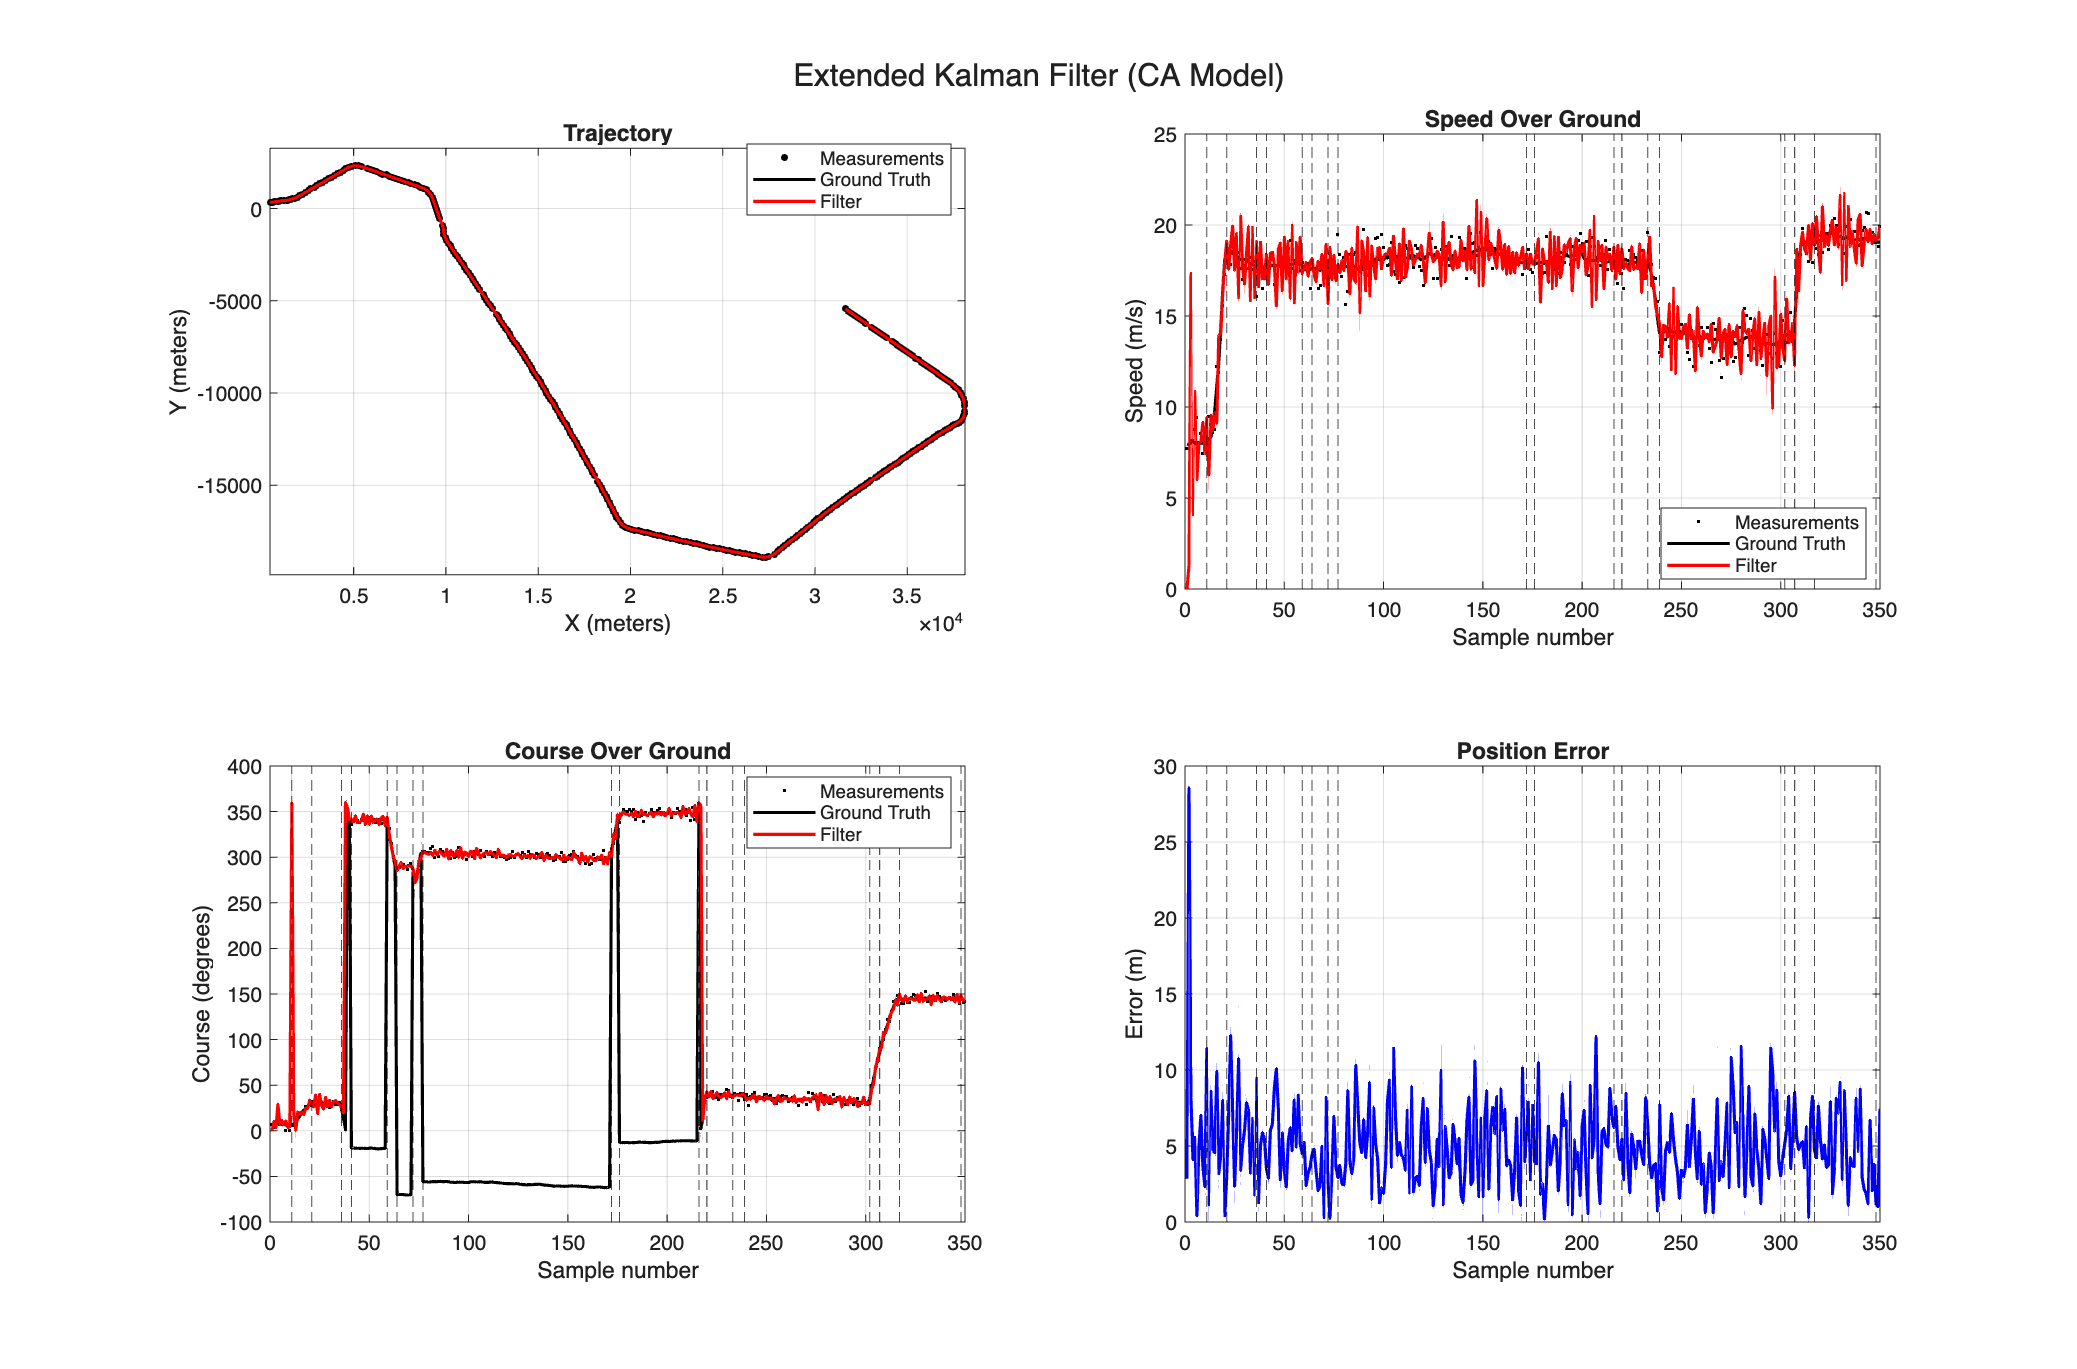 Extended Kalman Filter (CA Model)
Trajectory
Measurements
Ground Truth
Filter
0
-5000
-10000
-15000
Y (meters)
0.5
1
1.5
2
2.5
3
3.5
X (meters)
×10⁴
Speed Over Ground
25
20
15
10
5
0
Speed (m/s)
Measurements
Ground Truth
Filter
0
50
100
150
200
250
300
350
Sample number
Course Over Ground
400
350
300
250
200
150
100
50
0
-50
-100
Course (degrees)
Measurements
Ground Truth
Filter
0
50
100
150
200
250
300
350
Sample number
Position Error
30
25
20
15
10
5
0
Error (m)
0
50
100
150
200
250
300
350
Sample number